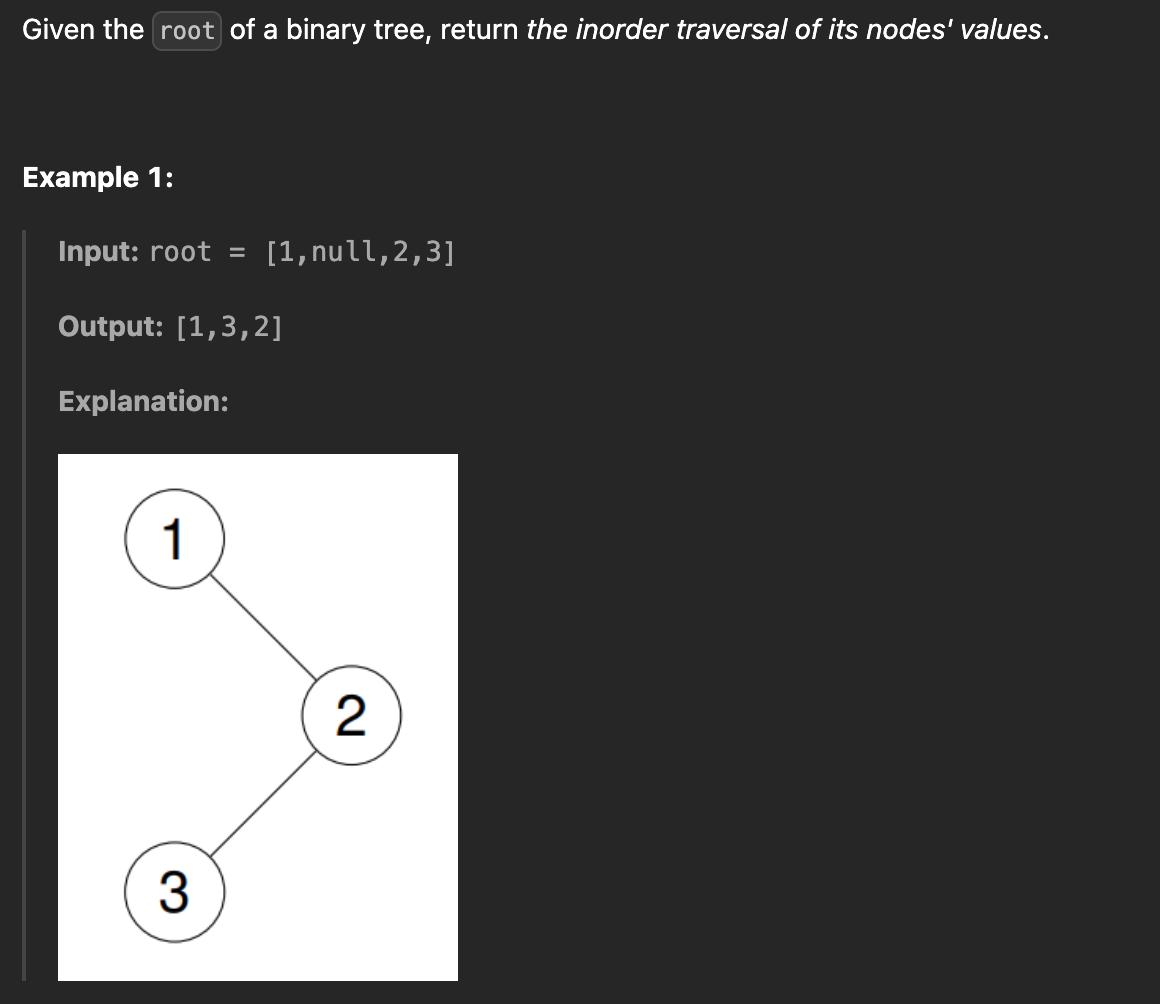 Given the root of a binary tree, return the inorder traversal of its nodes' values.
Example 1:
Input: root = [1,null,2,3]
Output: [1,3,2]
Explanation:
1
2
3